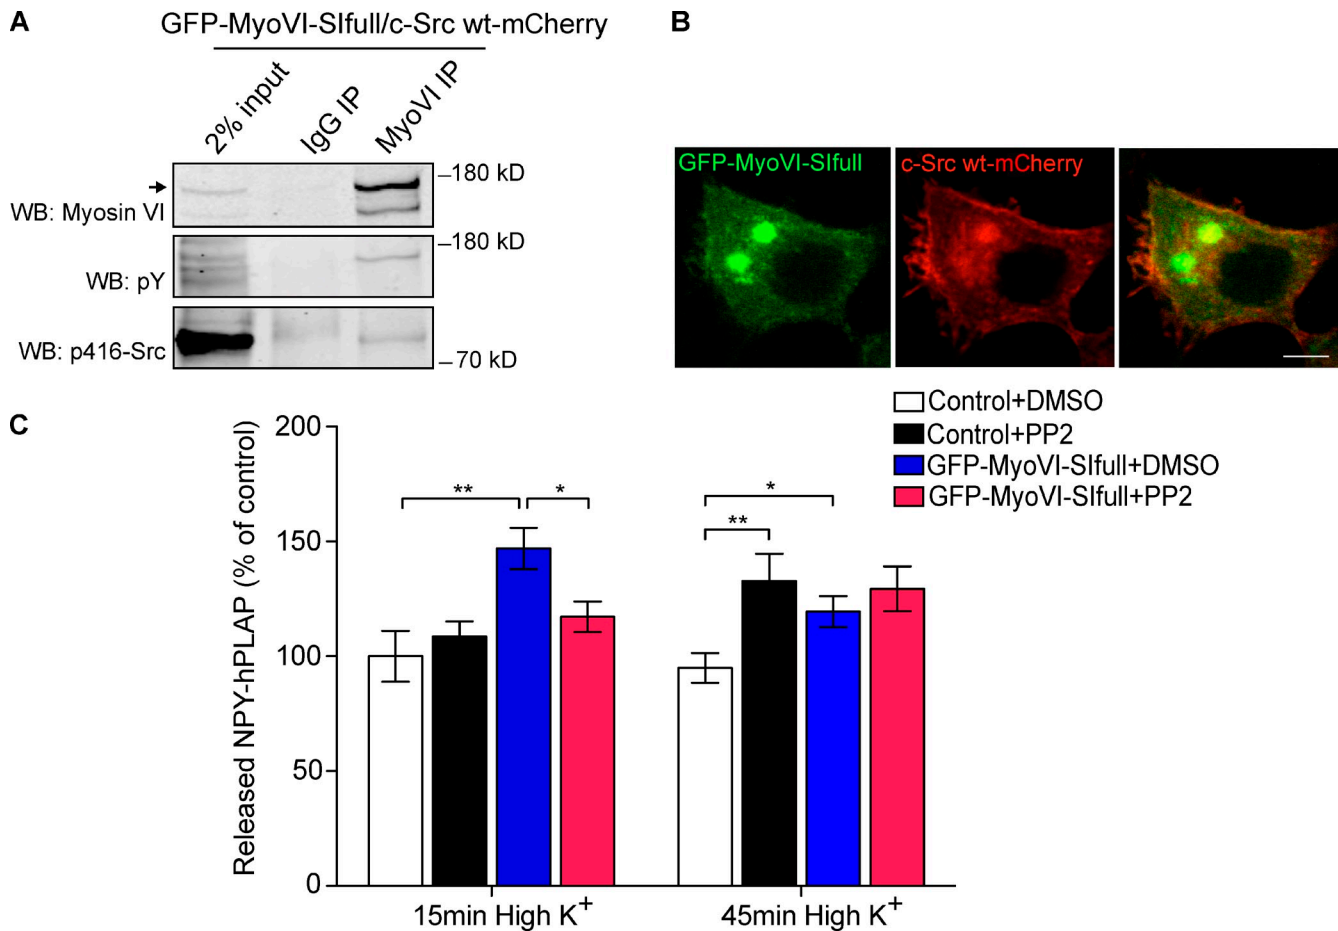 A
GFP-MyoVI-SIfull/c-Src wt-mCherry
2% input
IgG IP
MyoVI IP
180 kD
WB: Myosin VI
180 kD
WB: pY
WB: p416-Src
70 kD
B
GFP-MyoVI-SIfull
c-Src wt-mCherry
C
Control+DMSO
Control+PP2
GFP-MyoVI-SIfull+DMSO
GFP-MyoVI-SIfull+PP2
Released NPY-hPLAP (% of control)
200
150
100
50
0
**
*
**
*
15min High K+
45min High K+